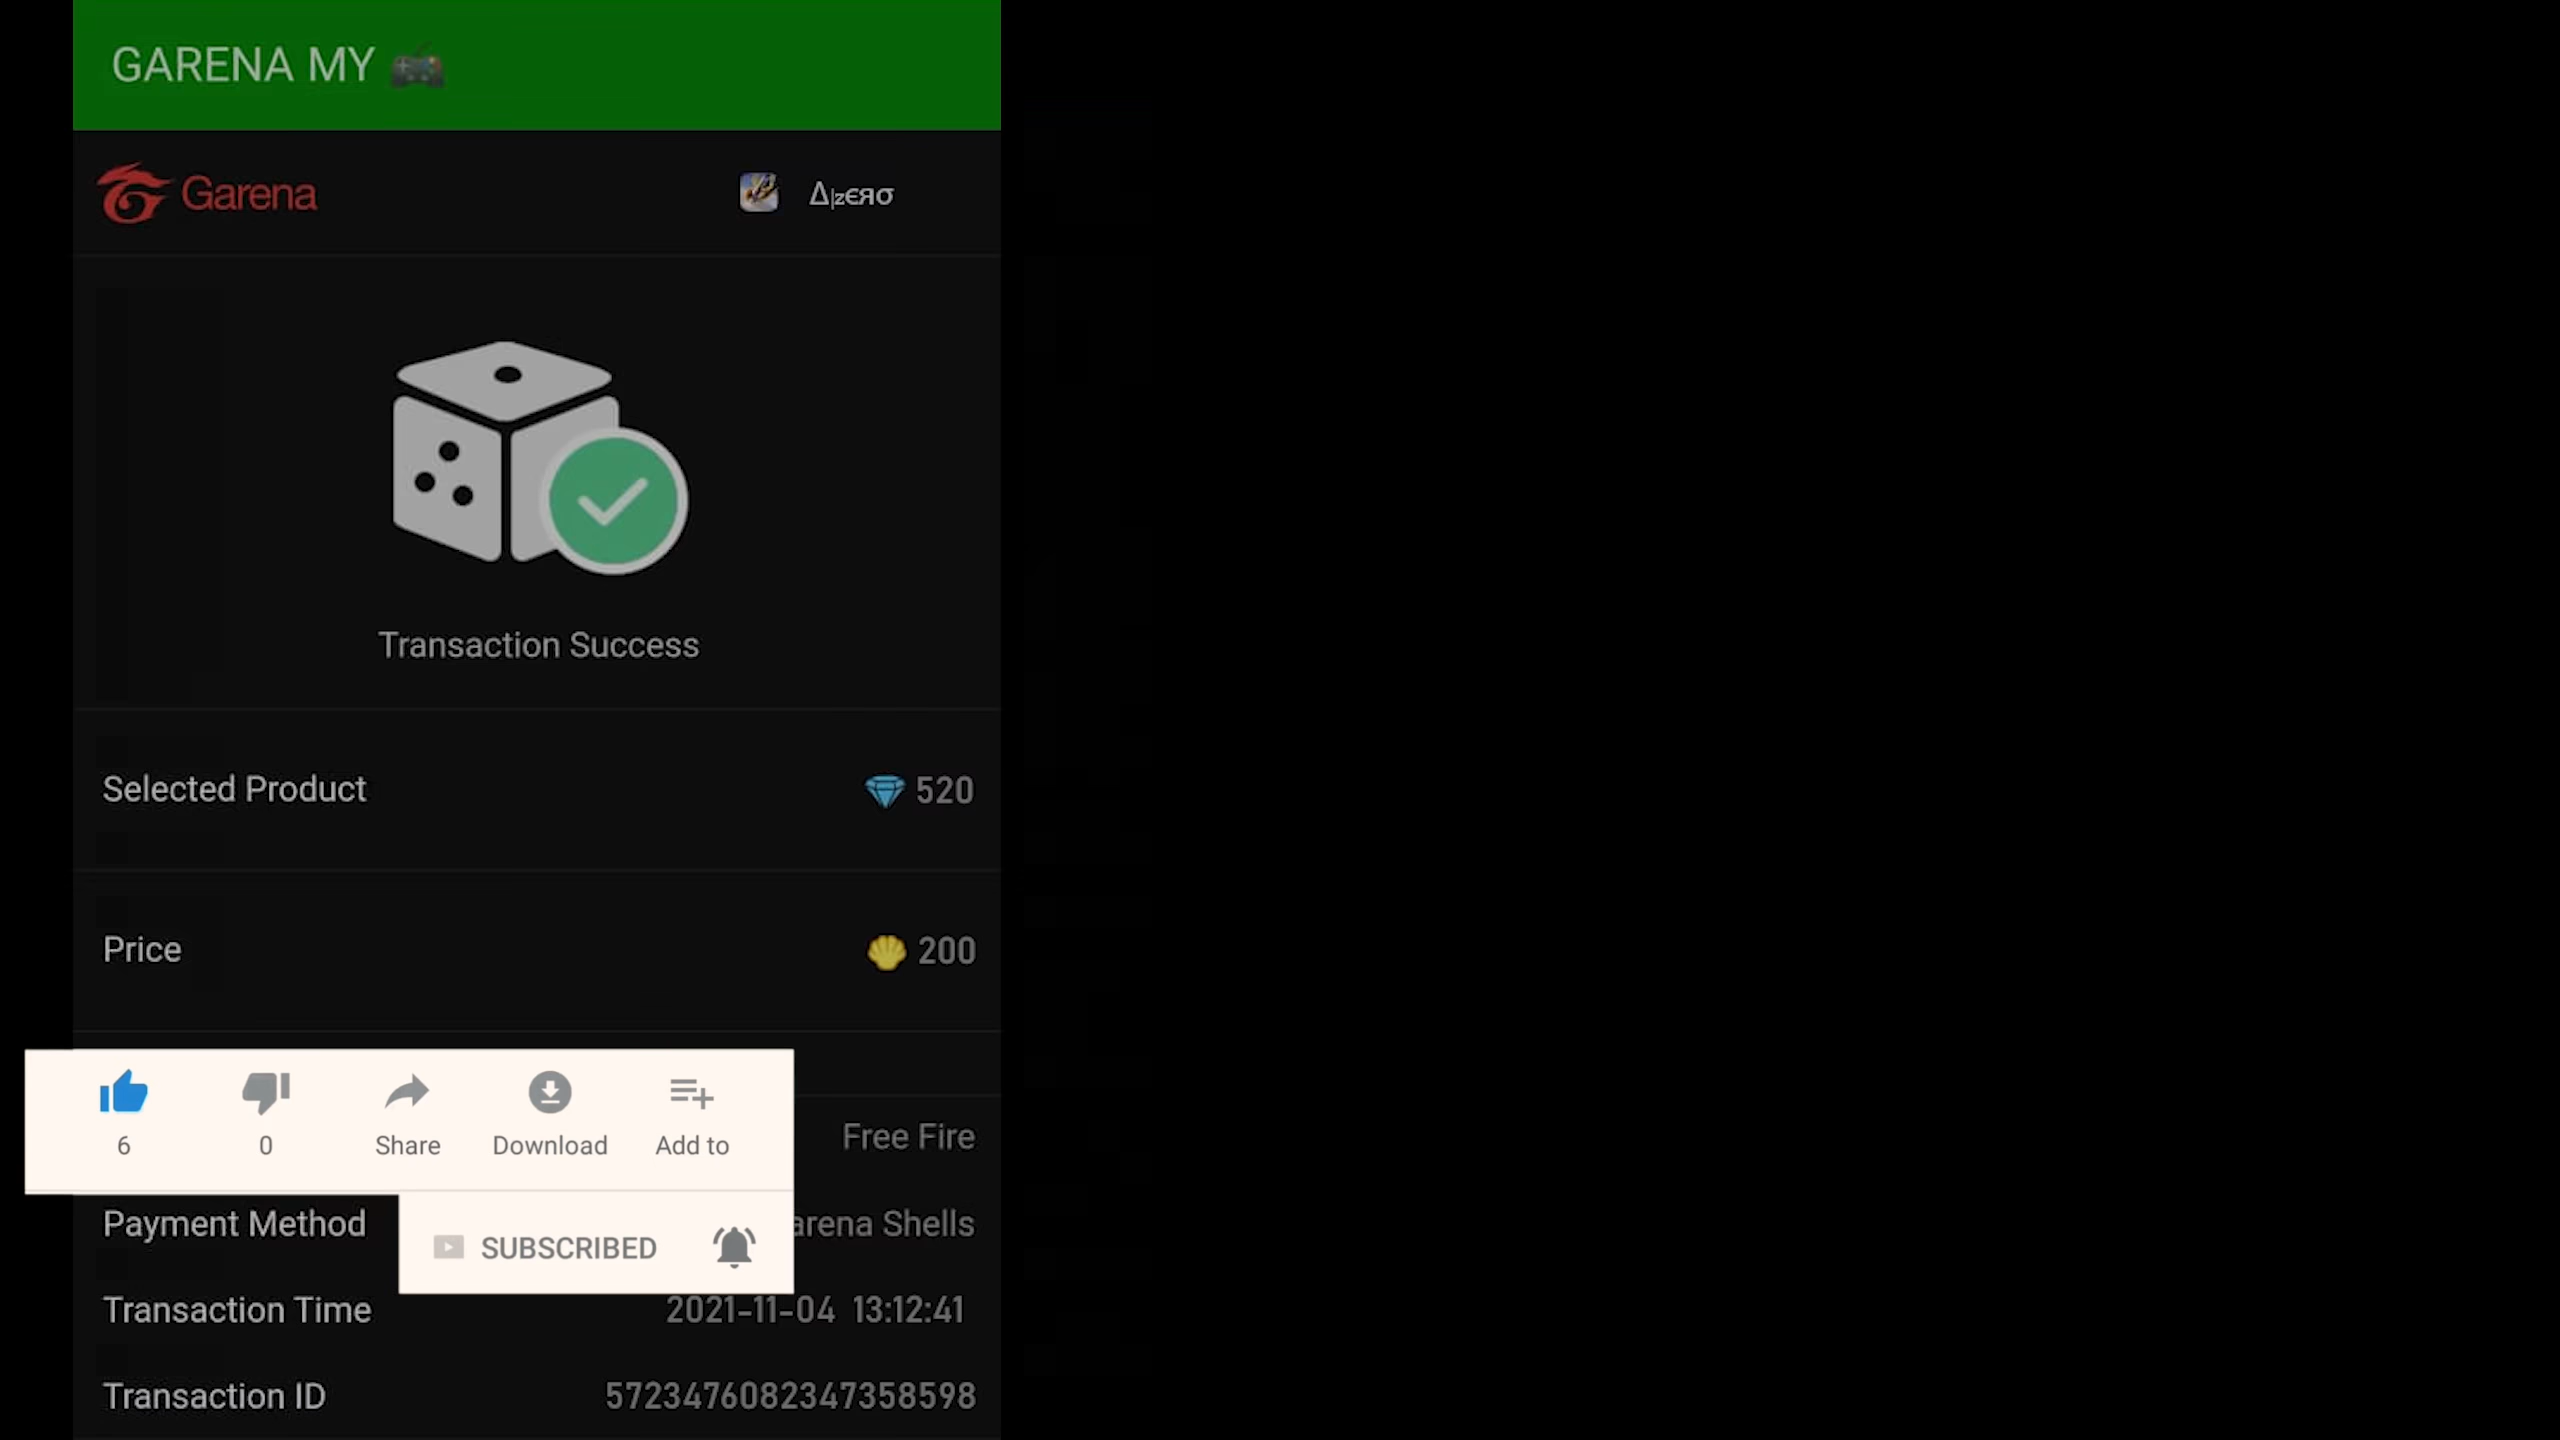 GARENA MY 🎮
Garena
Δ|zєяσ
Transaction Success
Selected Product 💎 520
Price 200
6 0 Share Download Add to
Free Fire
Payment Method arena Shells
SUBSCRIBED
Transaction Time 2021-11-04 13:12:41
Transaction ID 5723476082347358598